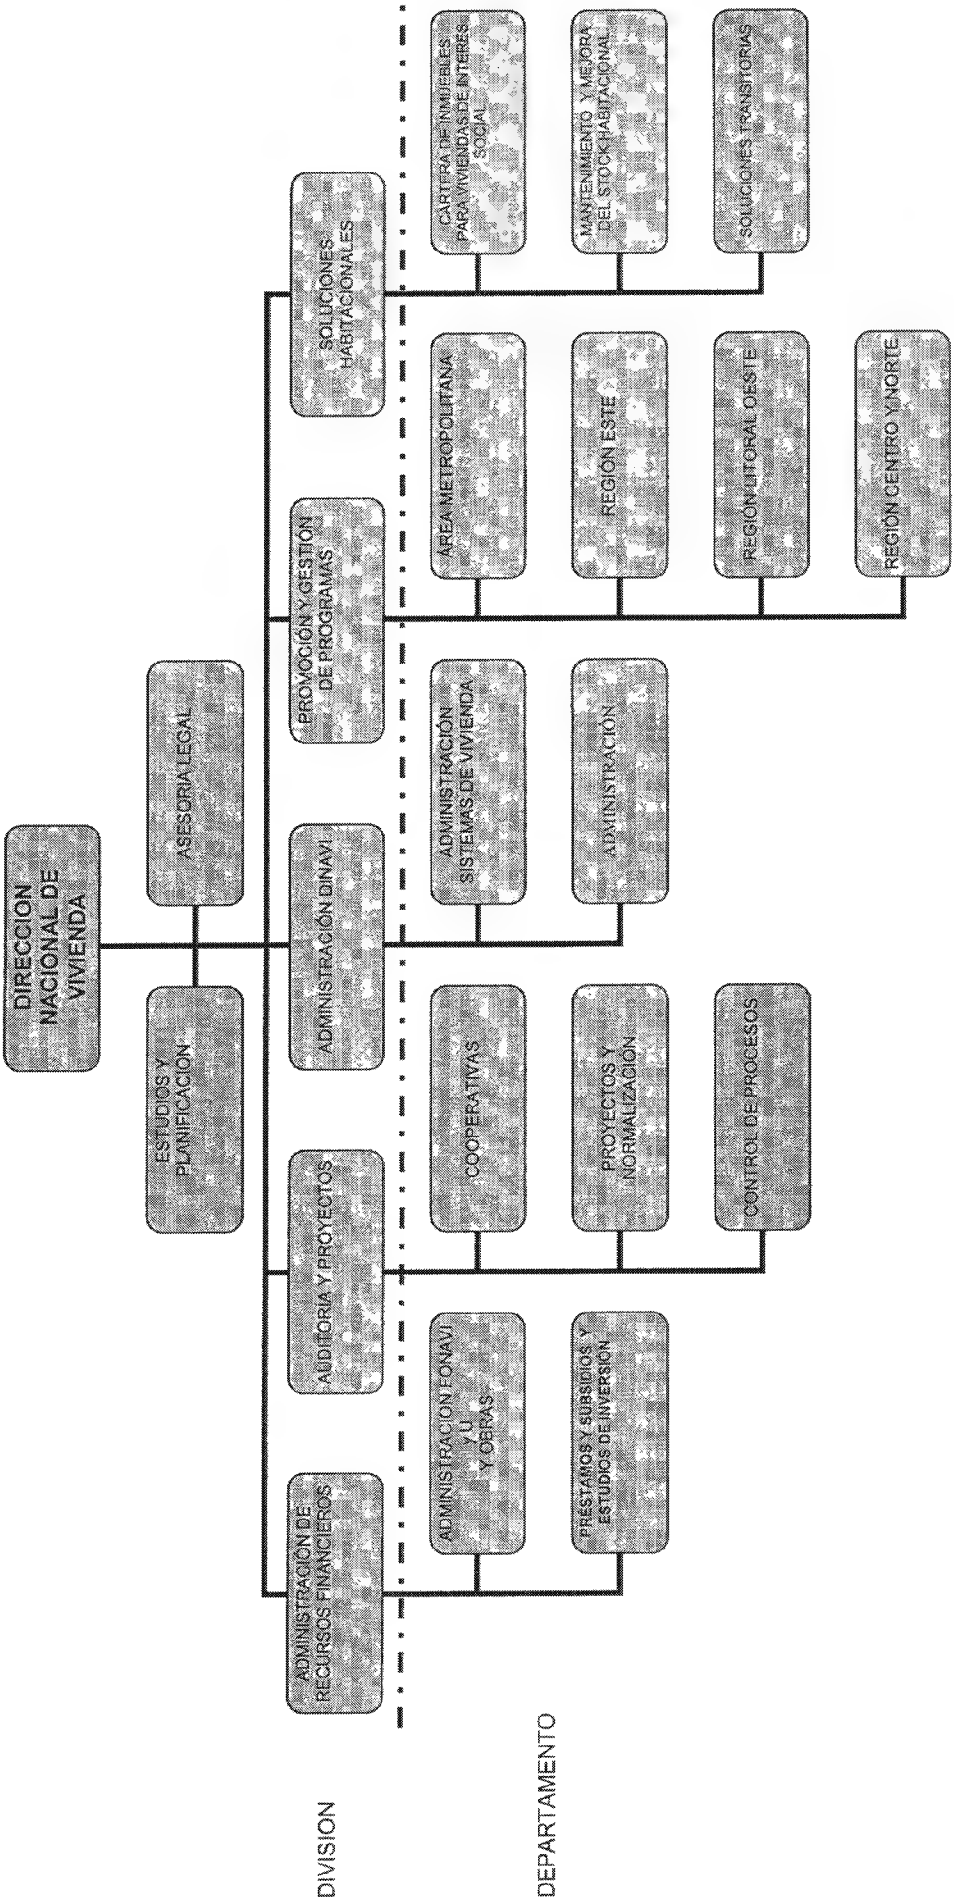 DIRECCION
NACIONAL DE
VIVIENDA
ESTUDIOS Y
PLANIFICACION
ASESORIA LEGAL
DIVISION
ADMINISTRACIÓN DE
RECURSOS FINANCIEROS
AUDITORIA Y PROYECTOS
ADMINISTRACIÓN DINAVI
PROMOCIÓN Y GESTIÓN
DE PROGRAMAS
SOLUCIONES
HABITACIONALES
DEPARTAMENTO
ADMINISTRACION FONAVI
y U
Y OBRAS
PRÉSTAMOS Y SUBSIDIOS Y
ESTUDIOS DE INVERSIÓN
COOPERATIVAS
PROYECTOS Y
NORMALIZACIÓN
CONTROL DE PROCESOS
ADMINISTRACIÓN
SISTEMAS DE VIVIENDA
ADMINISTRACIÓN
ÁREA METROPOLITANA
REGIÓN ESTE
REGIÓN LITORAL OESTE
REGIÓN CENTRO Y NORTE
CARTERA DE INMUEBLES
PARA VIVIENDAS DE INTERES
SOCIAL
MANTENIMIENTO Y MEJORA
DEL STOCK HABITACIONAL
SOLUCIONES TRANSITORIAS